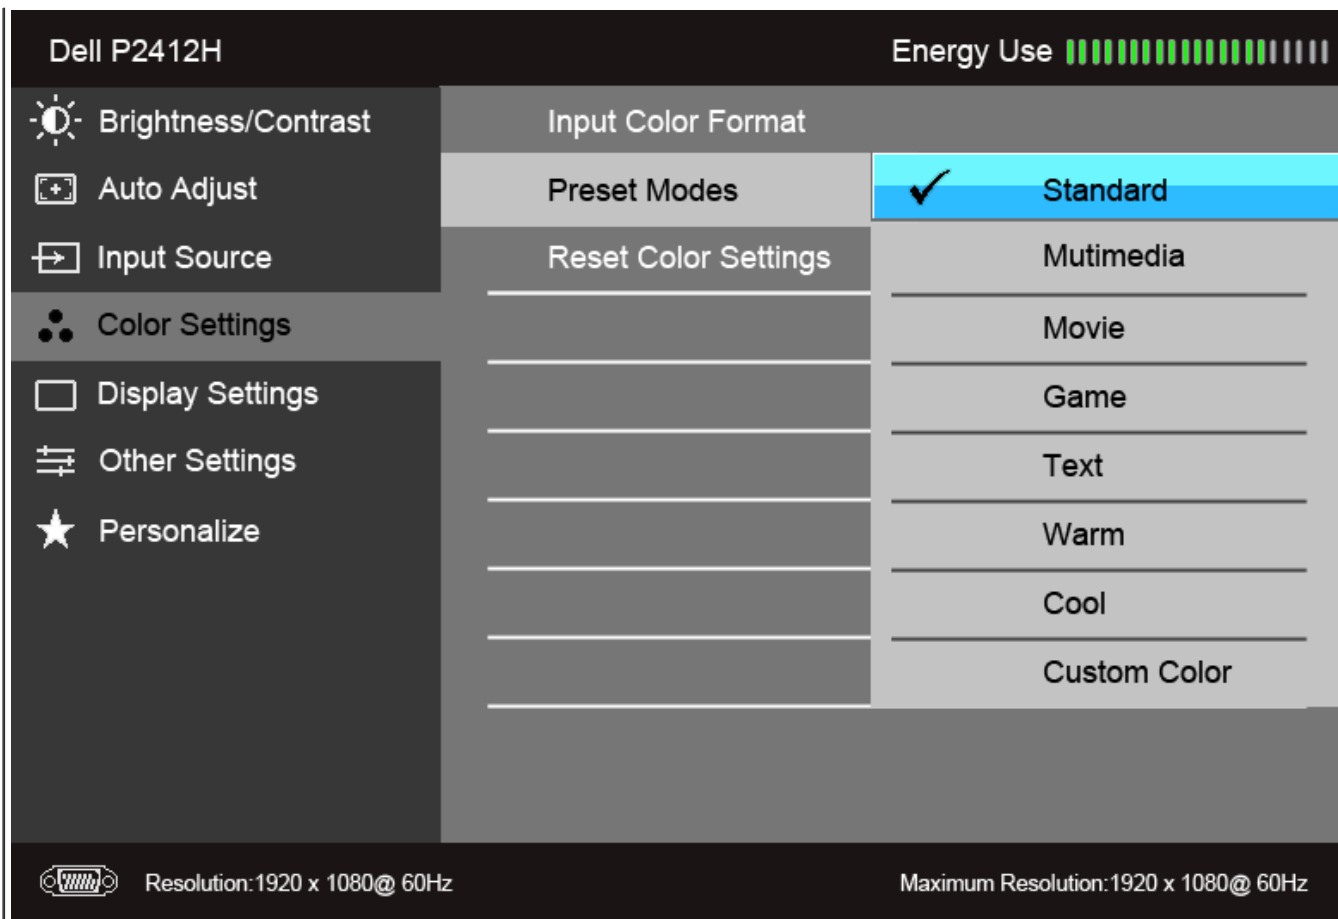 Dell P2412H
Energy Use
Brightness/Contrast
Auto Adjust
Input Source
Color Settings
Display Settings
Other Settings
Personalize
Input Color Format
Preset Modes
Reset Color Settings
Standard
Mutimedia
Movie
Game
Text
Warm
Cool
Custom Color
Resolution:1920 x 1080@ 60Hz
Maximum Resolution:1920 x 1080@ 60Hz